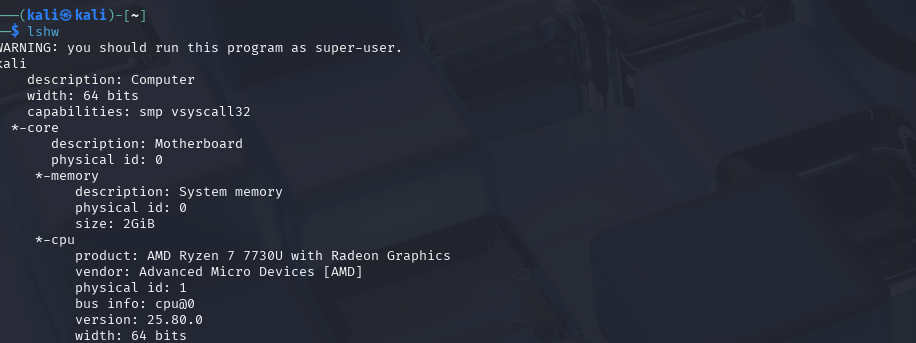 (kali㉿kali)-[~]
$ lshw
WARNING: you should run this program as super-user.
kali
description: Computer
width: 64 bits
capabilities: smp vsyscall32
*-core
description: Motherboard
physical id: 0
*-memory
description: System memory
physical id: 0
size: 2GiB
*-cpu
product: AMD Ryzen 7 7730U with Radeon Graphics
vendor: Advanced Micro Devices [AMD]
physical id: 1
bus info: cpu@0
version: 25.80.0
width: 64 bits